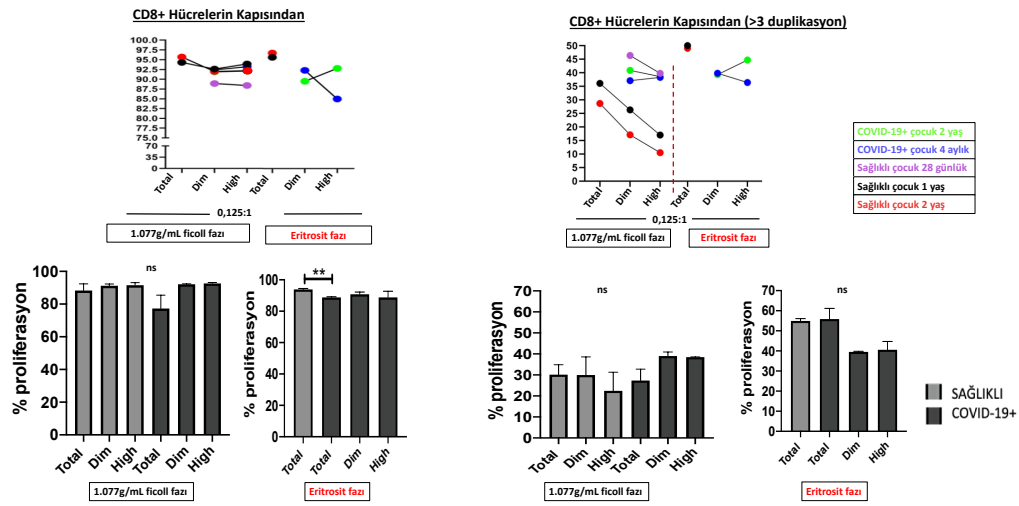 CD8+ Hücrelerin Kapısından
100.0
97.5
95.0
92.5
90.0
87.5
85.0
82.5
80.0
77.5
75.0
70
35
0
Total
Dim
High
Total
Dim
High
0,125:1
1.077g/mL ficoll fazı
Eritrosit fazı
CD8+ Hücrelerin Kapısından (>3 duplikasyon)
50
45
40
35
30
25
20
15
10
5
0
Total
Dim
High
Total
Dim
High
0,125:1
1.077g/mL ficoll fazı
Eritrosit fazı
COVID-19+ çocuk 2 yaş
COVID-19+ çocuk 4 aylık
Sağlıklı çocuk 28 günlük
Sağlıklı çocuk 1 yaş
Sağlıklı çocuk 2 yaş
% proliferasyon
100
80
60
40
20
0
ns
Total
Dim
High
Total
Dim
High
1.077g/mL ficoll fazı
% proliferasyon
100
80
60
40
20
0
**
Total
Total
Dim
High
Eritrosit fazı
% proliferasyon
70
60
50
40
30
20
10
0
ns
Total
Dim
High
Total
Dim
High
1.077g/mL ficoll fazı
% proliferasyon
70
60
50
40
30
20
10
0
ns
Total
Total
Dim
High
Eritrosit fazı
SAĞLIKLI
COVID-19+